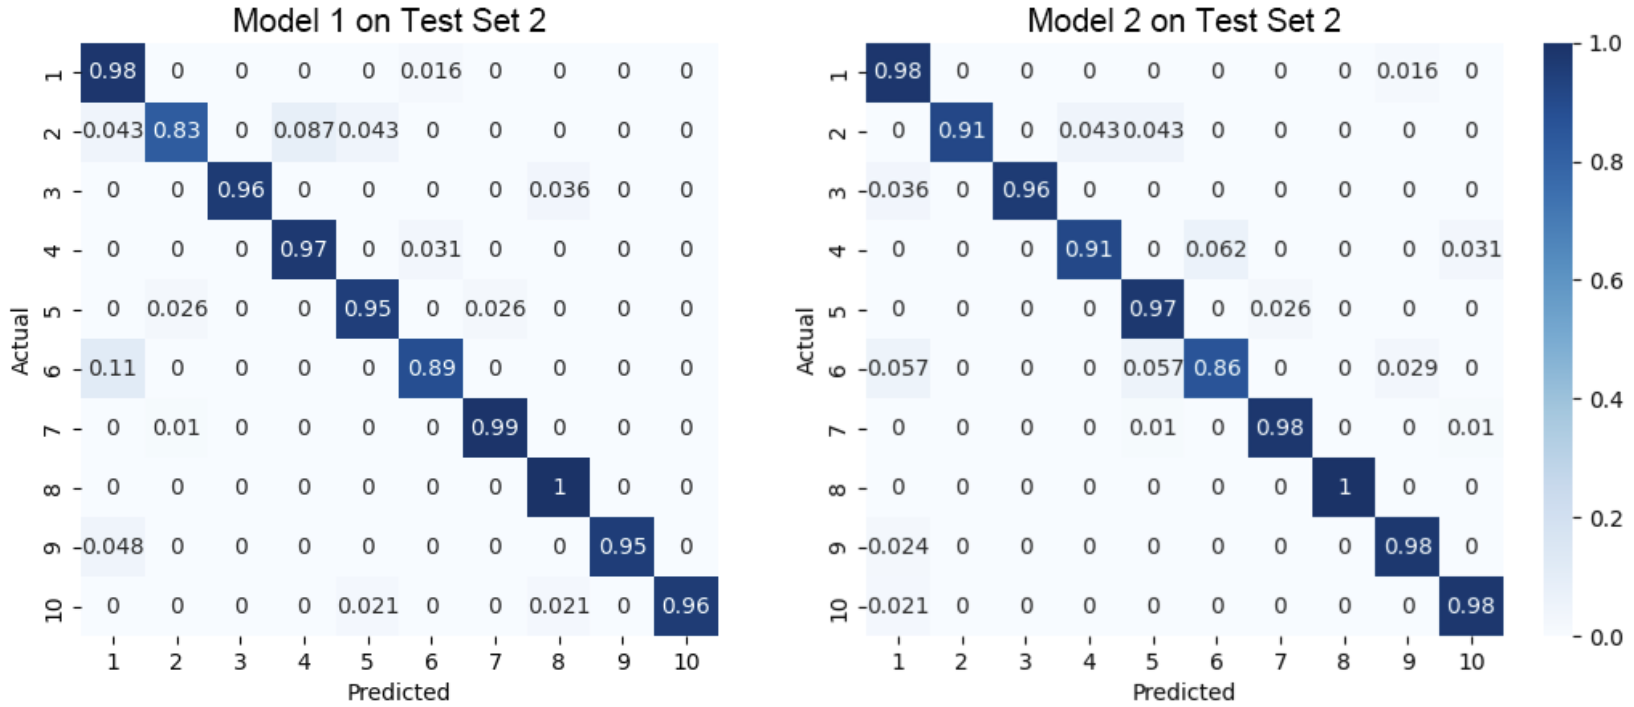 Model 1 on Test Set 2
1 0.98 0 0 0 0 0.016 0 0 0 0
2 0.043 0.83 0 0.087 0.043 0 0 0 0 0
3 0 0 0.96 0 0 0 0 0.036 0 0
4 0 0 0 0.97 0 0.031 0 0 0 0
5 0 0.026 0 0 0.95 0 0.026 0 0 0
6 0.11 0 0 0 0 0.89 0 0 0 0
7 0 0.01 0 0 0 0 0.99 0 0 0
8 0 0 0 0 0 0 0 1 0 0
9 0.048 0 0 0 0 0 0 0 0.95 0
10 0 0 0 0 0.021 0 0 0.021 0 0.96
1 2 3 4 5 6 7 8 9 10
Predicted
Actual
Model 2 on Test Set 2
1 0.98 0 0 0 0 0 0 0 0.016 0
2 0 0.91 0 0.043 0.043 0 0 0 0 0
3 0.036 0 0.96 0 0 0 0 0 0 0
4 0 0 0 0.91 0 0.062 0 0 0 0.031
5 0 0 0 0 0.97 0 0.026 0 0 0
6 0.057 0 0 0 0.057 0.86 0 0 0.029 0
7 0 0 0 0 0.01 0 0.98 0 0 0.01
8 0 0 0 0 0 0 0 1 0 0
9 0.024 0 0 0 0 0 0 0 0.98 0
10 0.021 0 0 0 0 0 0 0 0 0.98
1 2 3 4 5 6 7 8 9 10
Predicted
Actual
1.0
0.8
0.6
0.4
0.2
0.0